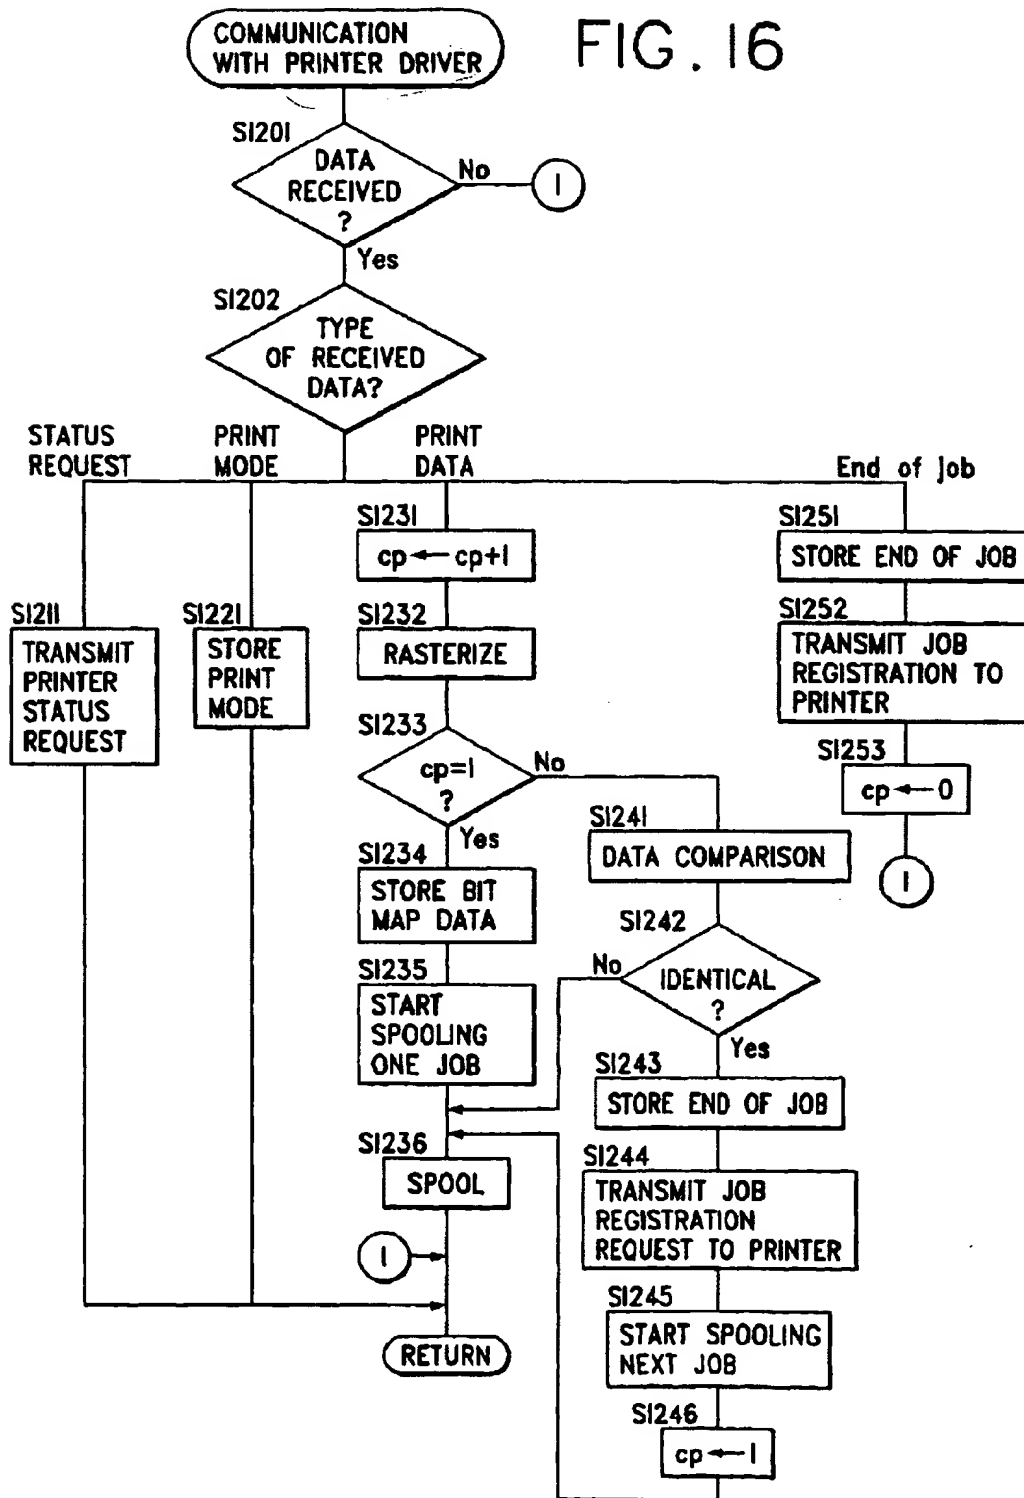 FIG. 16
COMMUNICATION
WITH PRINTER DRIVER
S1201
DATA
RECEIVED
?
No
1
Yes
S1202
TYPE
OF RECEIVED
DATA?
STATUS
REQUEST
PRINT
MODE
PRINT
DATA
End of job
S1211
TRANSMIT
PRINTER
STATUS
REQUEST
S1221
STORE
PRINT
MODE
S1231
cp ← cp+1
S1232
RASTERIZE
S1233
cp=1
?
No
Yes
S1234
STORE BIT
MAP DATA
S1235
START
SPOOLING
ONE JOB
S1236
SPOOL
1
RETURN
S1241
DATA COMPARISON
S1242
IDENTICAL
?
No
Yes
S1243
STORE END OF JOB
S1244
TRANSMIT JOB
REGISTRATION
REQUEST TO PRINTER
S1245
START SPOOLING
NEXT JOB
S1246
cp ← 1
S1251
STORE END OF JOB
S1252
TRANSMIT JOB
REGISTRATION TO
PRINTER
S1253
cp ← 0
1